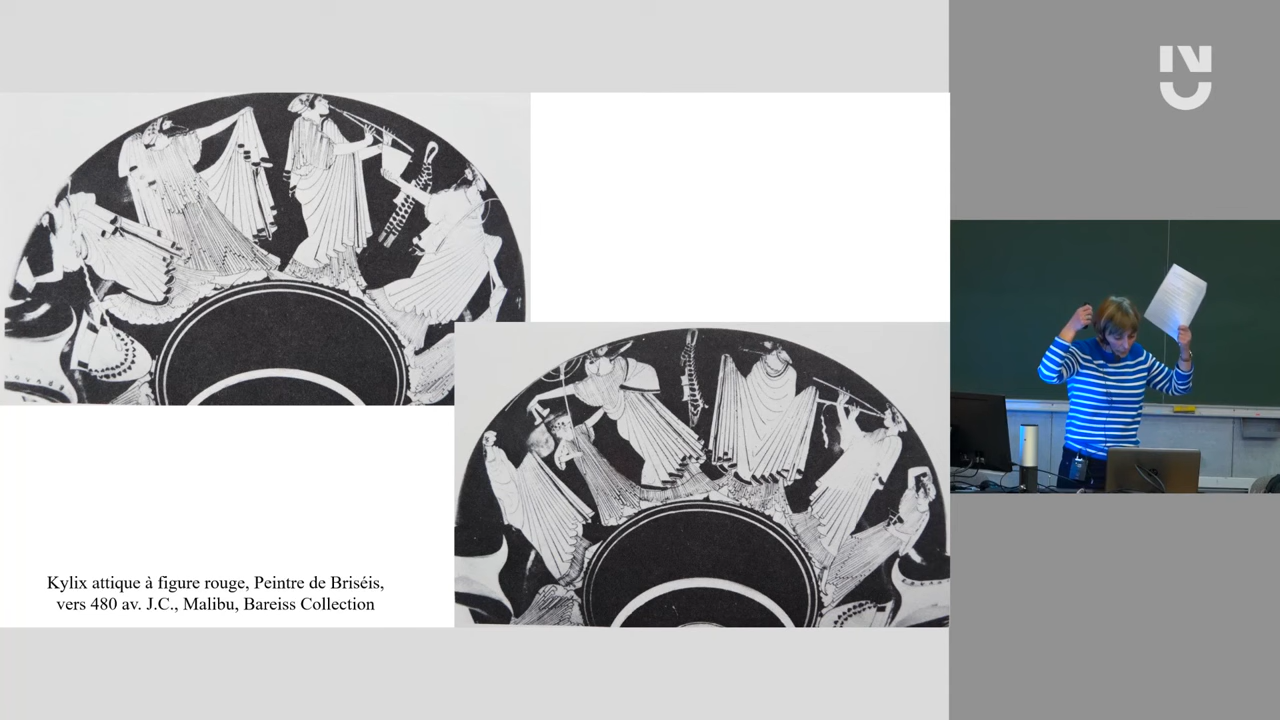 Kylix attique à figure rouge, Peintre de Briséis,
vers 480 av. J.C., Malibu, Bareiss Collection